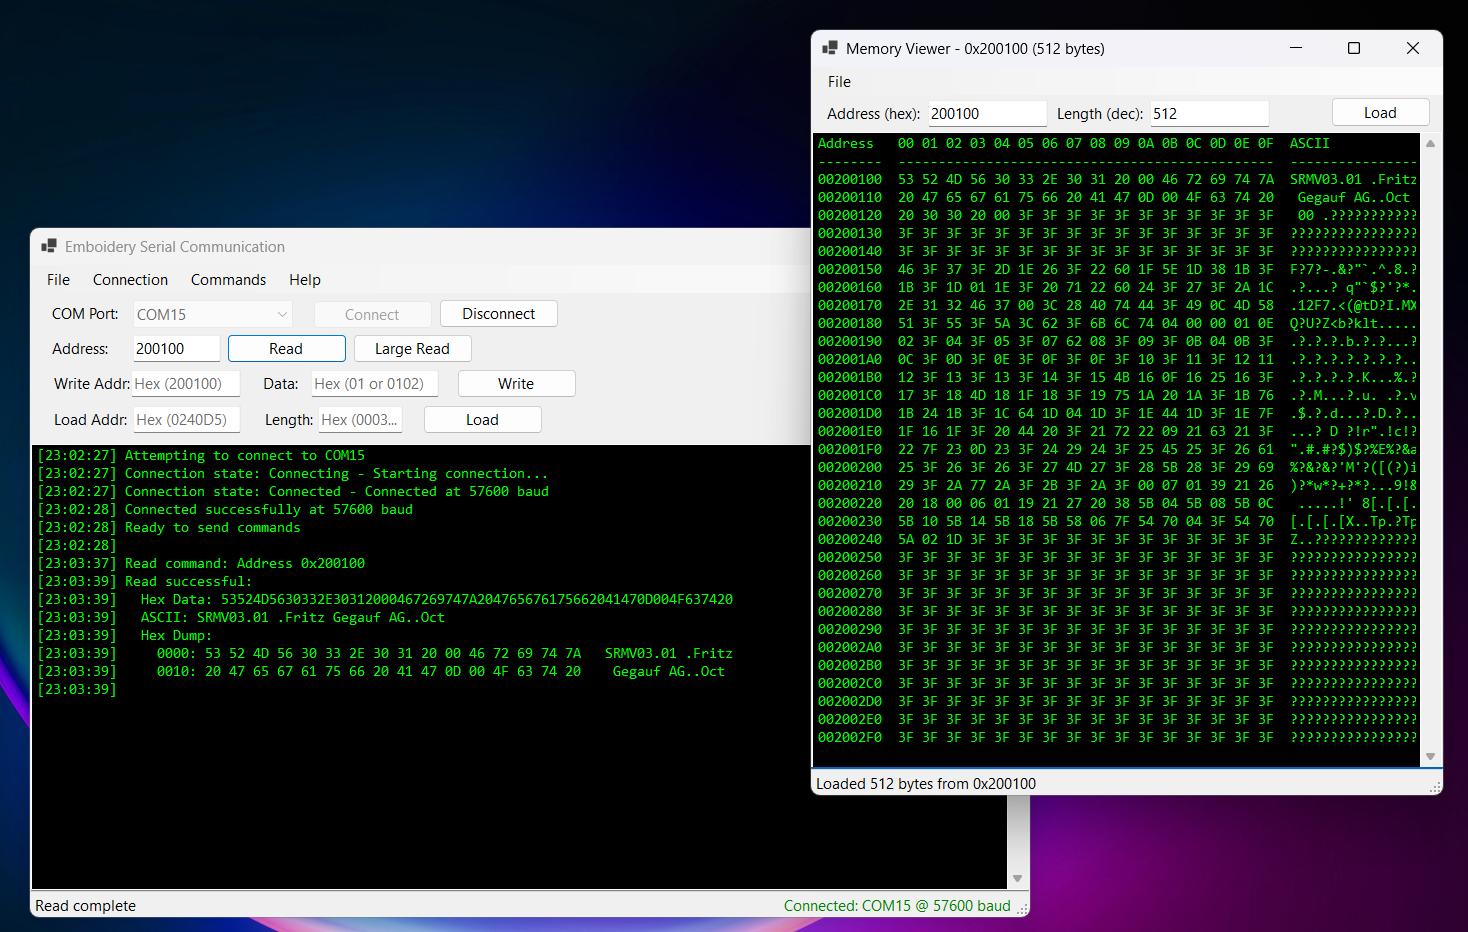 Emboidery Serial Communication
File Connection Commands Help
COM Port: COM15 Connect Disconnect
Address: 200100 Read Large Read
Write Addr: Hex (200100) Data: Hex (01 or 0102) Write
Load Addr: Hex (0240D5) Length: Hex (0003... Load
[23:02:27] Attempting to connect to COM15
[23:02:27] Connection state: Connecting - Starting connection...
[23:02:27] Connection state: Connected - Connected at 57600 baud
[23:02:28] Connected successfully at 57600 baud
[23:02:28] Ready to send commands
[23:02:28]
[23:03:37] Read command: Address 0x200100
[23:03:39] Read successful:
[23:03:39] Hex Data: 53524D5630332E30312000467269747A204765676175662041470D004F637420
[23:03:39] ASCII: SRMV03.01 .Fritz Gegauf AG..Oct
[23:03:39] Hex Dump:
[23:03:39] 0000: 53 52 4D 56 30 33 2E 30 31 20 00 46 72 69 74 7A SRMV03.01 .Fritz
[23:03:39] 0010: 20 47 65 67 61 75 66 20 41 47 0D 00 4F 63 74 20 Gegauf AG..Oct
[23:03:39]
Read complete Connected: COM15 @ 57600 baud
Memory Viewer - 0x200100 (512 bytes)
File
Address (hex): 200100 Length (dec): 512 Load
Address 00 01 02 03 04 05 06 07 08 09 0A 0B 0C 0D 0E 0F ASCII
-------- ----------------------------------------------- ----------------
00200100 53 52 4D 56 30 33 2E 30 31 20 00 46 72 69 74 7A SRMV03.01 .Fritz
00200110 20 47 65 67 61 75 66 20 41 47 0D 00 4F 63 74 20 Gegauf AG..Oct
00200120 20 30 30 20 00 3F 3F 3F 3F 3F 3F 3F 3F 3F 3F 3F 00 .???????????
00200130 3F 3F 3F 3F 3F 3F 3F 3F 3F 3F 3F 3F 3F 3F 3F 3F ????????????????
00200140 3F 3F 3F 3F 3F 3F 3F 3F 3F 3F 3F 3F 3F 3F 3F 3F ????????????????
00200150 46 3F 37 3F 2D 1E 26 3F 22 60 1F 5E 1D 38 1B 3F F?7?-.&?"`.^.8.?
00200160 1B 3F 1D 01 1E 3F 20 71 22 60 24 3F 27 3F 2A 1C .?...? q"`$?'?*.
00200170 2E 31 32 46 37 00 3C 28 40 74 44 3F 49 0C 4D 58 .12F7.<(@tD?I.MX
00200180 51 3F 55 3F 5A 3C 62 3F 6B 6C 74 04 00 00 01 0E Q?U?Z<b?klt.....
00200190 02 3F 04 3F 05 3F 07 62 08 3F 09 3F 0B 04 0B 3F .?.?.?.b.?.?...?
002001A0 0C 3F 0D 3F 0E 3F 0F 3F 0F 3F 10 3F 11 3F 12 11 .?.?.?.?.?.?.?..
002001B0 12 3F 13 3F 13 3F 14 3F 15 4B 16 0F 16 25 16 3F .?.?.?.?.K...%.?
002001C0 17 3F 18 4D 18 1F 18 3F 19 75 1A 20 1A 3F 1B 76 .?.M...?.u. .?.v
002001D0 1B 24 1B 3F 1C 64 1D 04 1D 3F 1E 44 1D 3F 1E 7F .$.?.d...?.D.?..
002001E0 1F 16 1F 3F 20 44 20 3F 21 72 22 09 21 63 21 3F ...? D ?!r".!c!?
002001F0 22 7F 23 0D 23 3F 24 29 24 3F 25 45 25 3F 26 61 ".#.#?$)$?%E%?&a
00200200 25 3F 26 3F 26 3F 27 4D 27 3F 28 5B 28 3F 29 69 %?&?&?'M'?([(?)i
00200210 29 3F 2A 77 2A 3F 2B 3F 2A 3F 00 07 01 39 21 26 )?*w*?+?*?...9!&
00200220 20 18 00 06 01 19 21 27 20 38 5B 04 5B 08 5B 0C .....!' 8[.[.[.
00200230 5B 10 5B 14 5B 18 5B 58 06 7F 54 70 04 3F 54 70 [.[.[.[X..Tp.?Tp
00200240 5A 02 1D 3F 3F 3F 3F 3F 3F 3F 3F 3F 3F 3F 3F 3F Z..?????????????
00200250 3F 3F 3F 3F 3F 3F 3F 3F 3F 3F 3F 3F 3F 3F 3F 3F ????????????????
00200260 3F 3F 3F 3F 3F 3F 3F 3F 3F 3F 3F 3F 3F 3F 3F 3F ????????????????
00200270 3F 3F 3F 3F 3F 3F 3F 3F 3F 3F 3F 3F 3F 3F 3F 3F ????????????????
00200280 3F 3F 3F 3F 3F 3F 3F 3F 3F 3F 3F 3F 3F 3F 3F 3F ????????????????
00200290 3F 3F 3F 3F 3F 3F 3F 3F 3F 3F 3F 3F 3F 3F 3F 3F ????????????????
002002A0 3F 3F 3F 3F 3F 3F 3F 3F 3F 3F 3F 3F 3F 3F 3F 3F ????????????????
002002B0 3F 3F 3F 3F 3F 3F 3F 3F 3F 3F 3F 3F 3F 3F 3F 3F ????????????????
002002C0 3F 3F 3F 3F 3F 3F 3F 3F 3F 3F 3F 3F 3F 3F 3F 3F ????????????????
002002D0 3F 3F 3F 3F 3F 3F 3F 3F 3F 3F 3F 3F 3F 3F 3F 3F ????????????????
002002E0 3F 3F 3F 3F 3F 3F 3F 3F 3F 3F 3F 3F 3F 3F 3F 3F ????????????????
002002F0 3F 3F 3F 3F 3F 3F 3F 3F 3F 3F 3F 3F 3F 3F 3F 3F ????????????????
Loaded 512 bytes from 0x200100